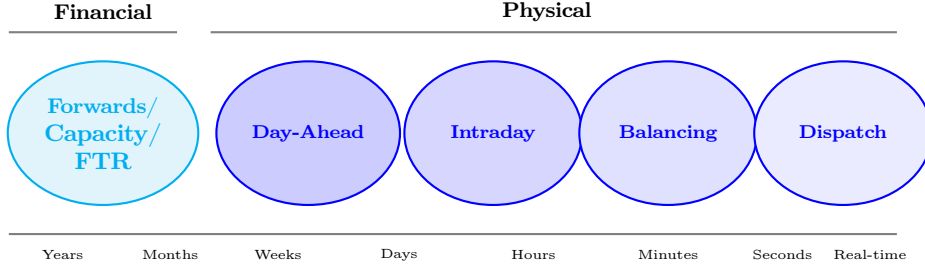 Financial
Physical
Forwards/
Capacity/
FTR
Day-Ahead
Intraday
Balancing
Dispatch
Years
Months
Weeks
Days
Hours
Minutes
Seconds
Real-time